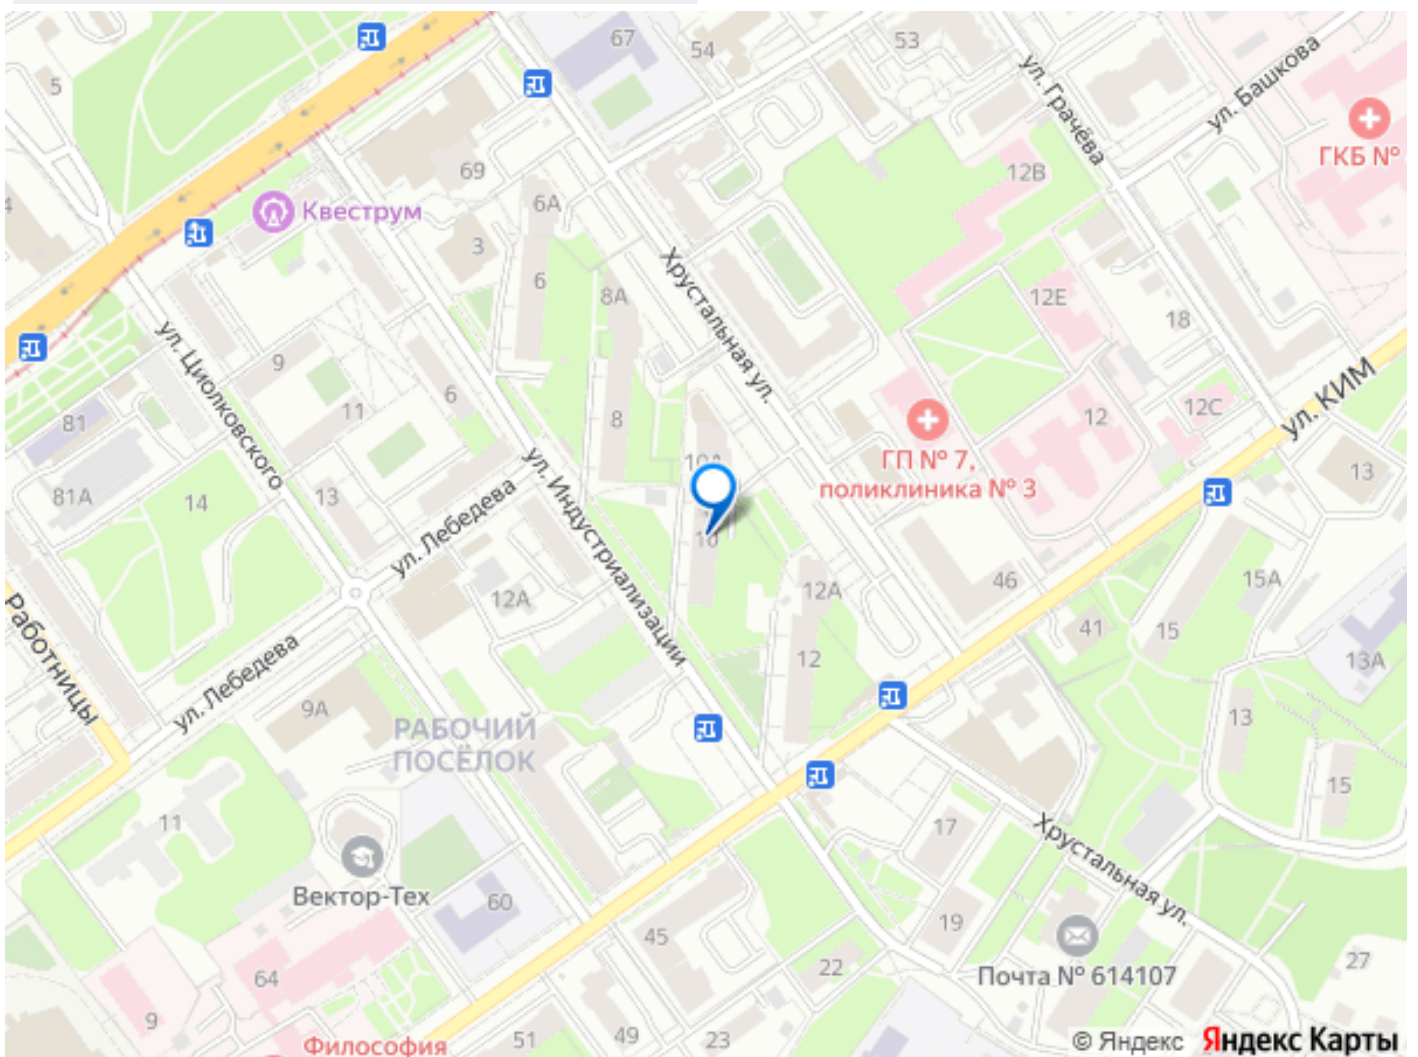 67
54
53
5
ул. Грачёва
ул. Башкова
ГКБ №
69
12В
6А
Квеструм
3
6
8А
Хрустальная ул.
12Е
18
ул. Циолковского
9
6
11
8
81
12
12С
ул. КИМ
10А
ГП № 7,
поликлиника № 3
13
81А
14
13
ул. Лебедева
ул. Индустриализации
10
46
15А
12А
12А
41
15
Работницы
ул. Лебедева
12
13А
9А
РАБОЧИЙ
ПОСЁЛОК
13
15
11
17
Хрустальная ул.
Вектор-Тех
60
19
45
22
Почта № 614107
27
64
9
Философия
51
49
23
© Яндекс Яндекс Карты